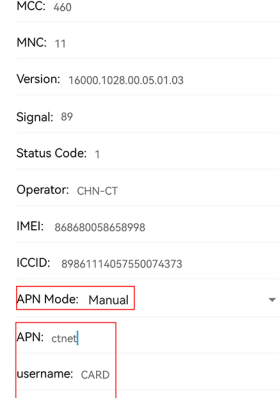 MCC: 460
MNC: 11
Version: 16000.1028.00.05.01.03
Signal: 89
Status Code: 1
Operator: CHN-CT
IMEI: 868680058658998
ICCID: 89861114057550074373
APN Mode: Manual
APN: ctnet
username: CARD